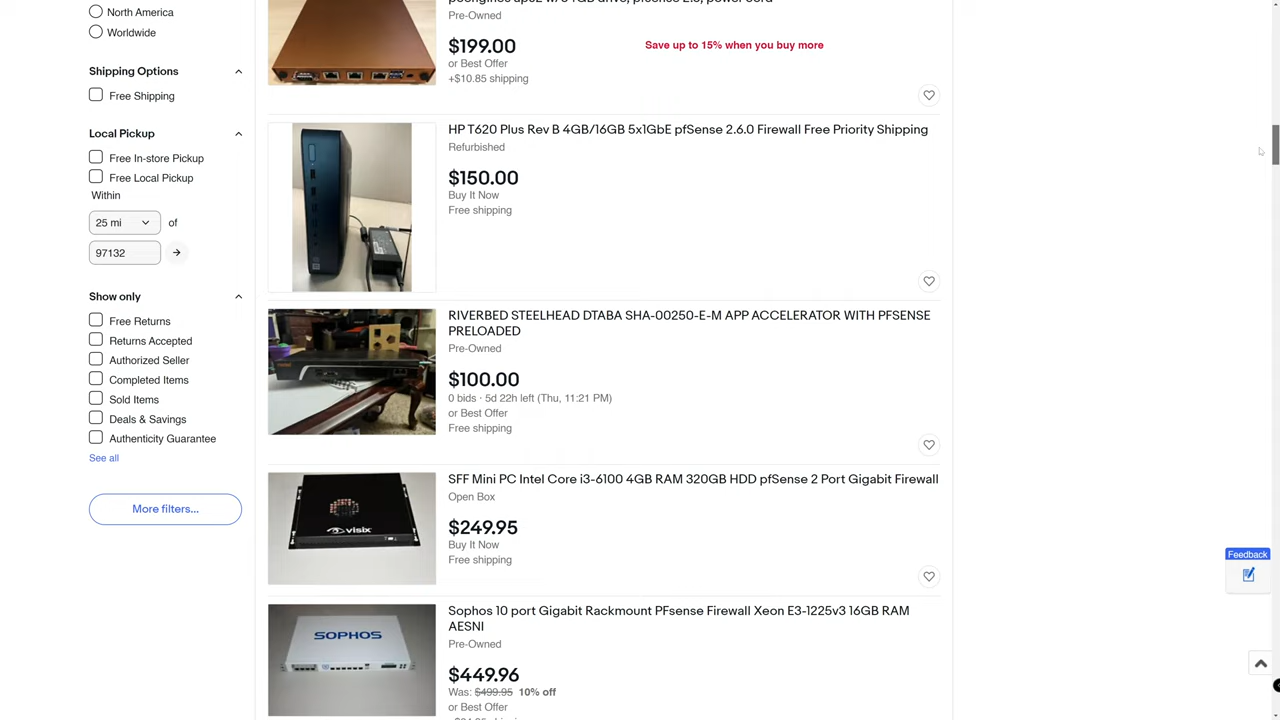 North America
Worldwide
Shipping Options
Free Shipping
Local Pickup
Free In-store Pickup
Free Local Pickup
Within
25 mi of
97132
Show only
Free Returns
Returns Accepted
Authorized Seller
Completed Items
Sold Items
Deals & Savings
Authenticity Guarantee
See all
More filters...
Pre-Owned
$199.00
or Best Offer
+$10.85 shipping
Save up to 15% when you buy more
HP T620 Plus Rev B 4GB/16GB 5x1GbE pfSense 2.6.0 Firewall Free Priority Shipping
Refurbished
$150.00
Buy It Now
Free shipping
RIVERBED STEELHEAD DTABA SHA-00250-E-M APP ACCELERATOR WITH PFSENSE
PRELOADED
Pre-Owned
$100.00
0 bids · 5d 22h left (Thu, 11:21 PM)
or Best Offer
Free shipping
visix
SFF Mini PC Intel Core i3-6100 4GB RAM 320GB HDD pfSense 2 Port Gigabit Firewall
Open Box
$249.95
Buy It Now
Free shipping
SOPHOS
Sophos 10 port Gigabit Rackmount PFsense Firewall Xeon E3-1225v3 16GB RAM
AESNI
Pre-Owned
$449.96
Was: $499.95 10% off
or Best Offer
Feedback